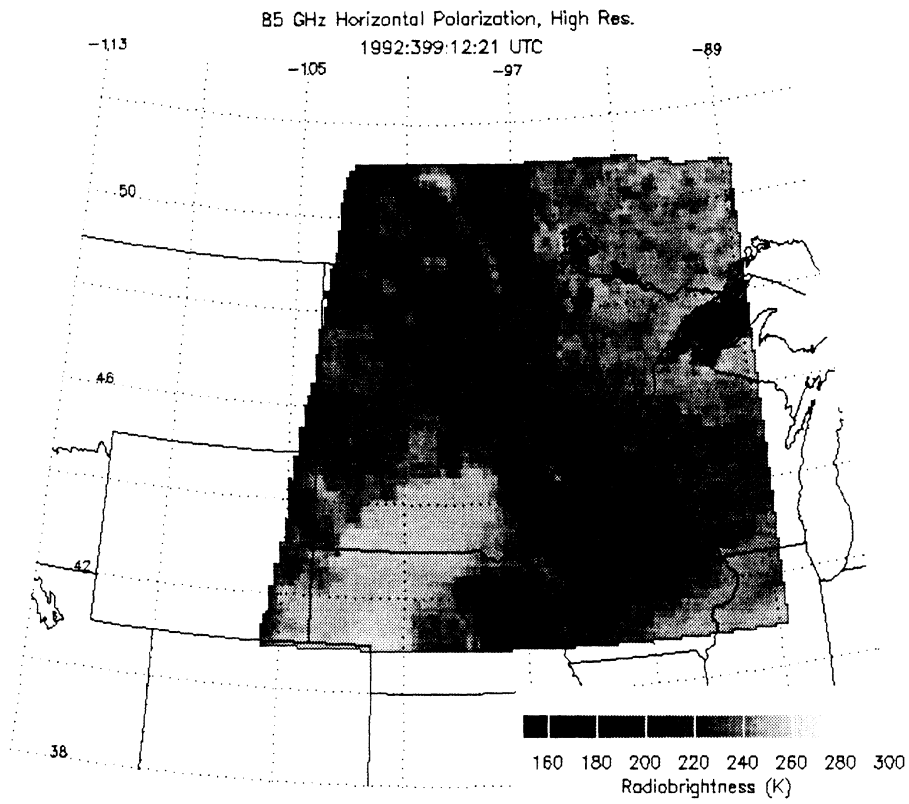 85 GHz Horizontal Polarization, High Res.
1992:399:12:21 UTC
-113
-105
-97
-89
50
46
42
38
160 180 200 220 240 260 280 300
Radiobrightness (K)